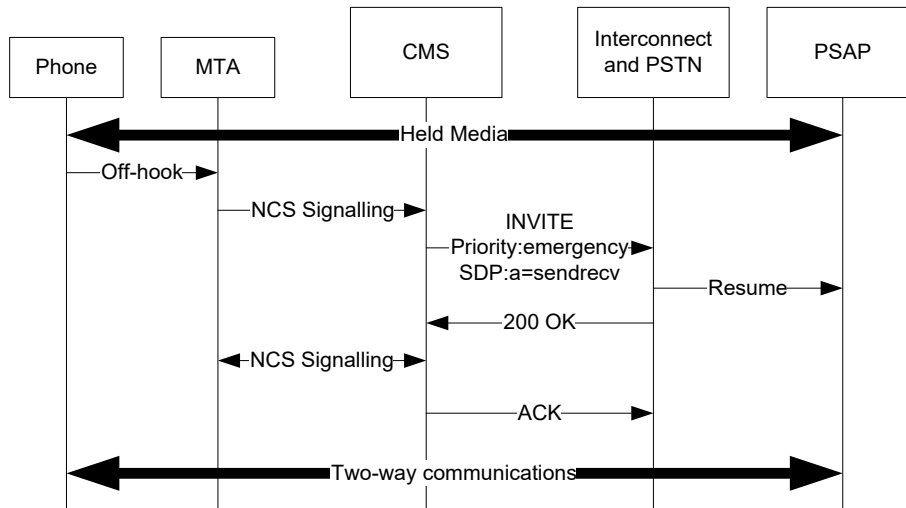 Phone
MTA
CMS
Interconnect
and PSTN
PSAP
Held Media
Off-hook
NCS Signalling
INVITE
Priority:emergency
SDP:a=sendrecv
Resume
200 OK
NCS Signalling
ACK
Two-way communications